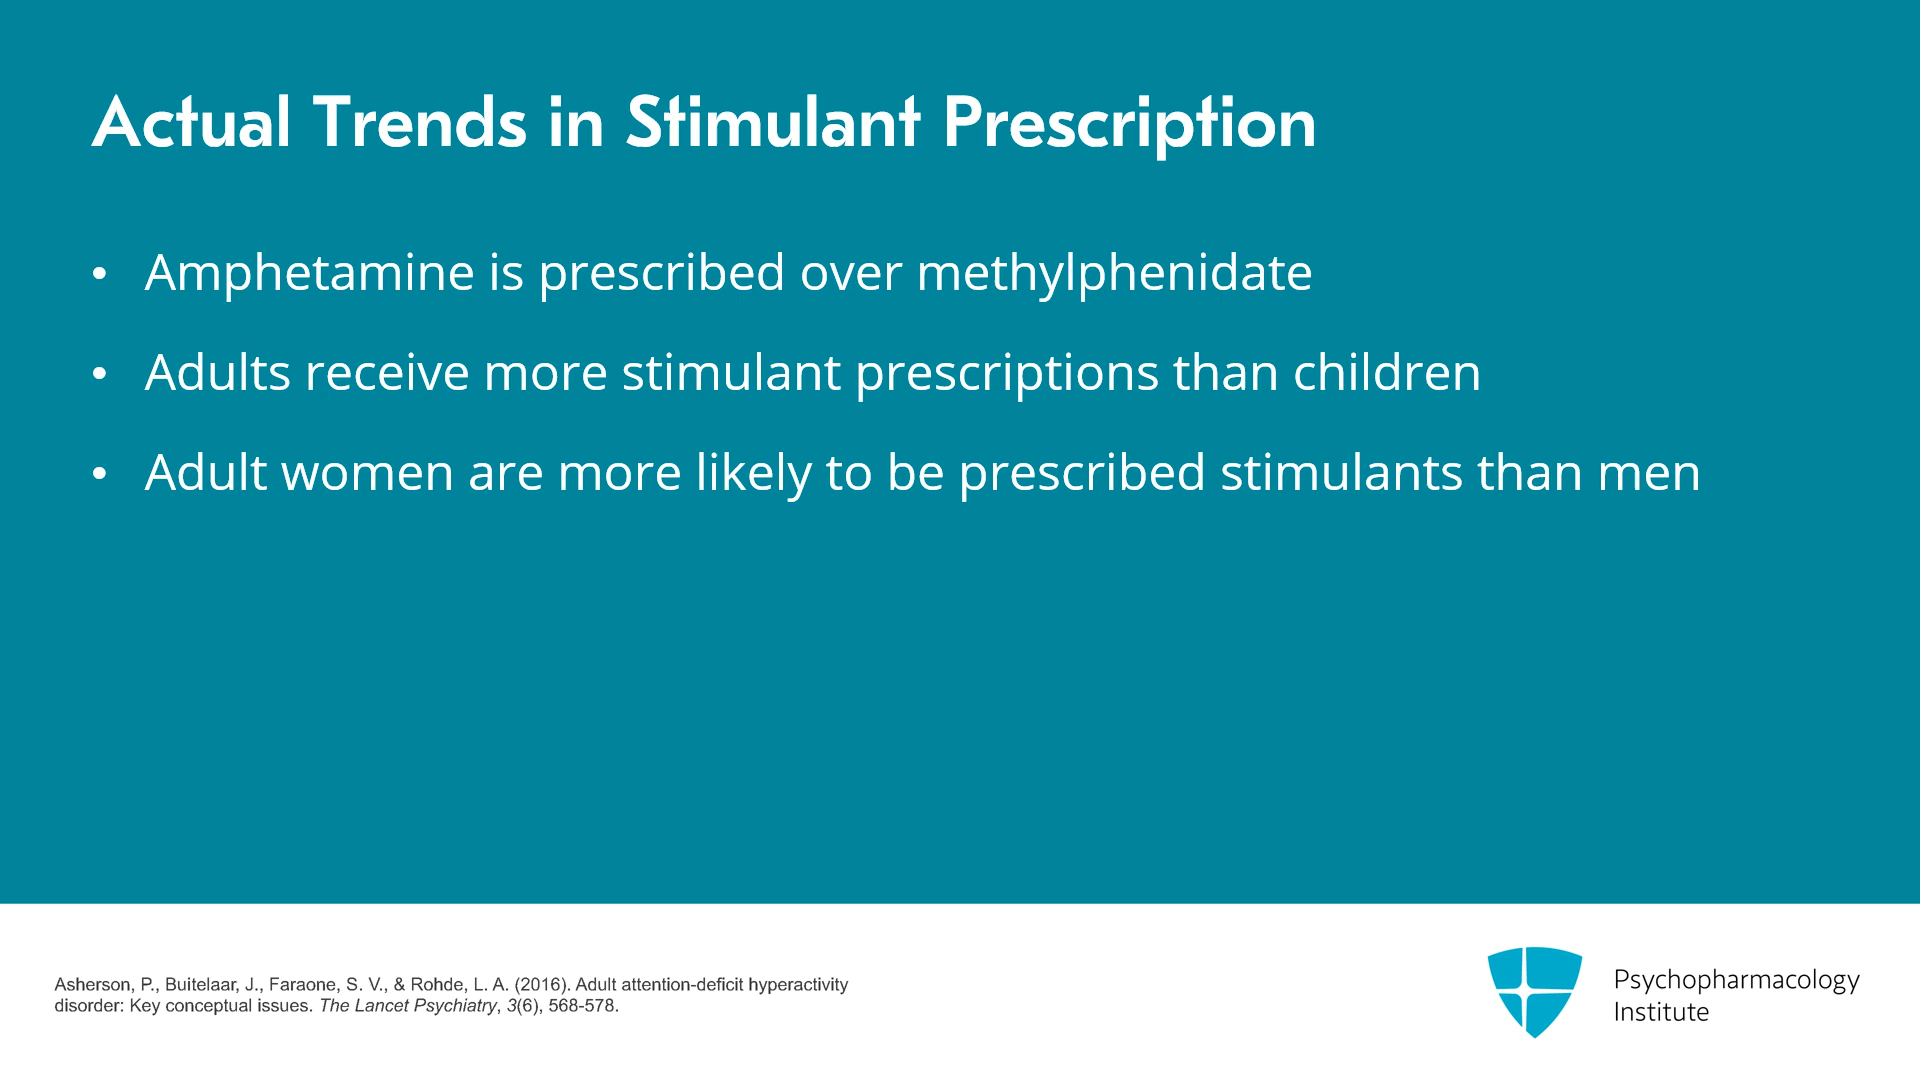 Actual Trends in Stimulant Prescription
• Amphetamine is prescribed over methylphenidate
• Adults receive more stimulant prescriptions than children
• Adult women are more likely to be prescribed stimulants than men
Asherson, P., Buitelaar, J., Faraone, S. V., & Rohde, L. A. (2016). Adult attention-deficit hyperactivity
disorder: Key conceptual issues. The Lancet Psychiatry, 3(6), 568-578.
Psychopharmacology
Institute